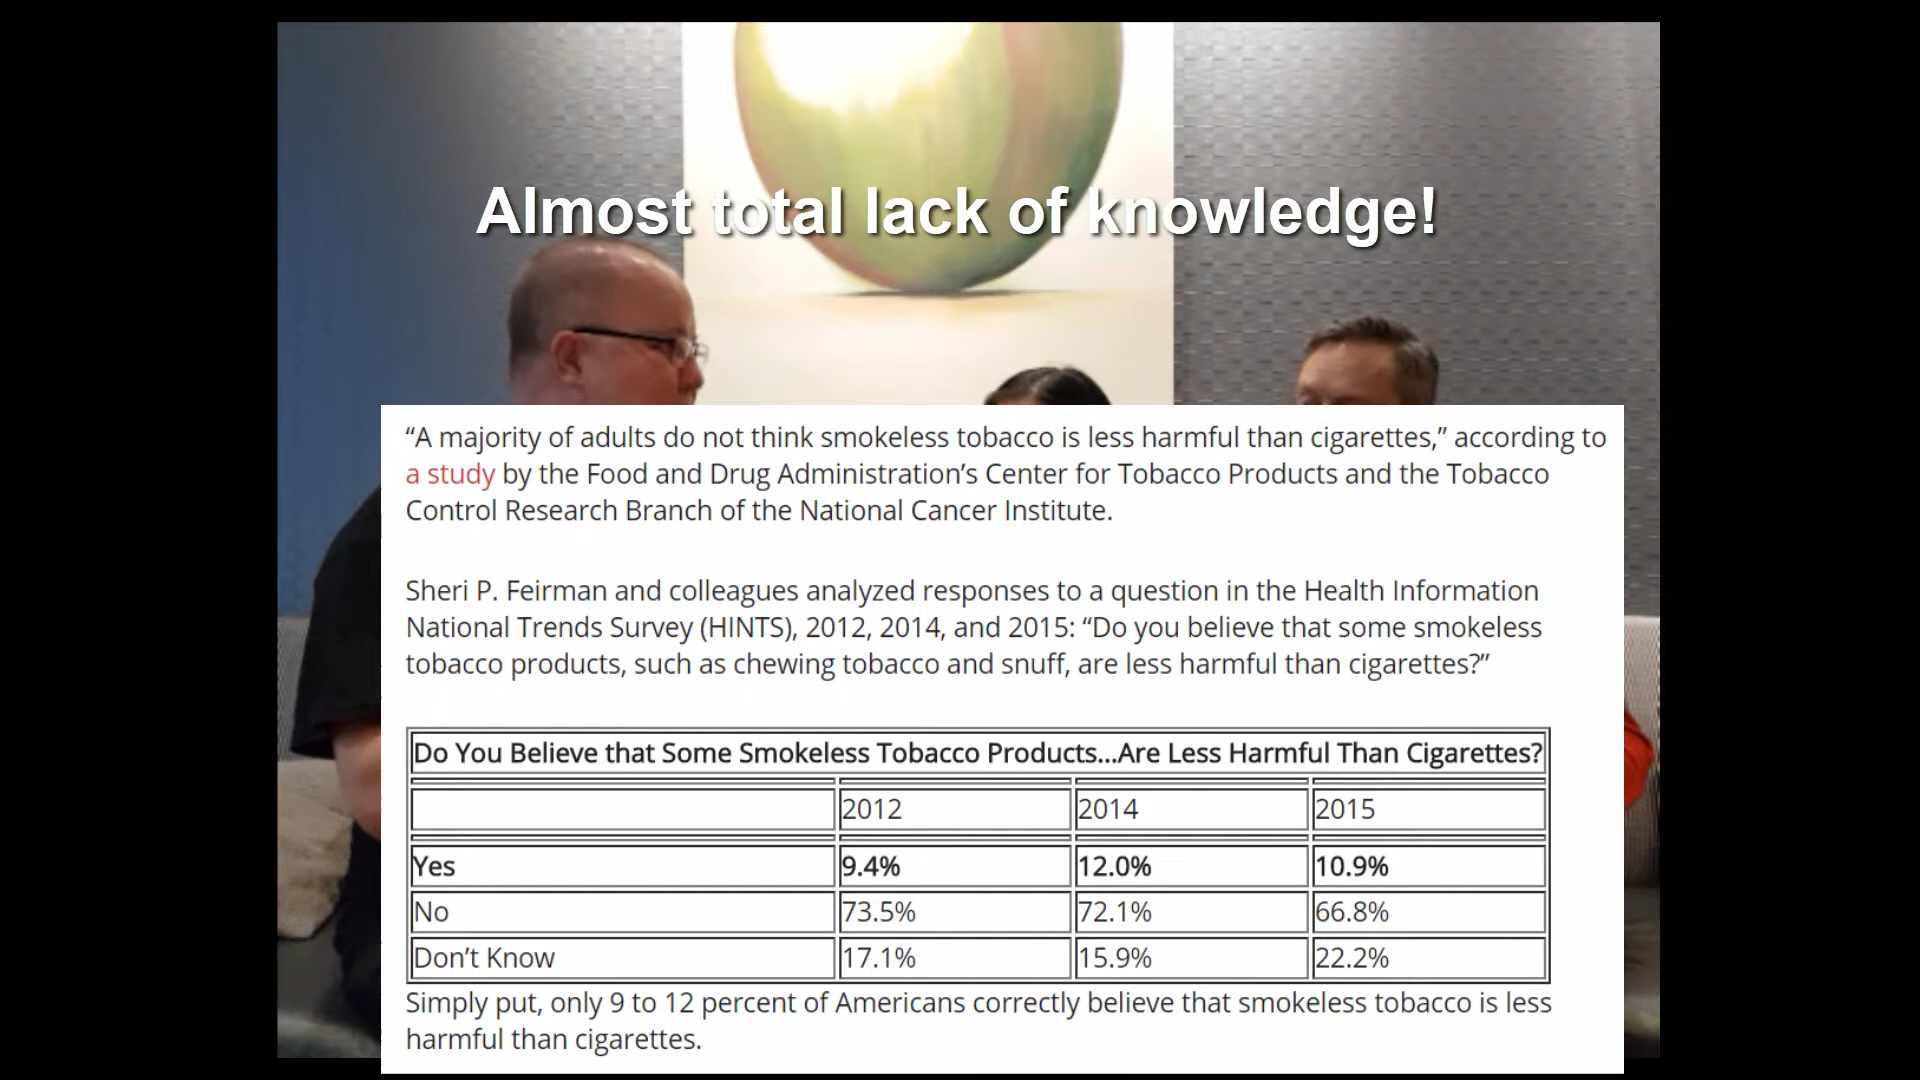 Almost total lack of knowledge!
“A majority of adults do not think smokeless tobacco is less harmful than cigarettes,” according to
a study by the Food and Drug Administration’s Center for Tobacco Products and the Tobacco
Control Research Branch of the National Cancer Institute.
Sheri P. Feirman and colleagues analyzed responses to a question in the Health Information
National Trends Survey (HINTS), 2012, 2014, and 2015: “Do you believe that some smokeless
tobacco products, such as chewing tobacco and snuff, are less harmful than cigarettes?”
Do You Believe that Some Smokeless Tobacco Products...Are Less Harmful Than Cigarettes?
2012 2014 2015
Yes 9.4% 12.0% 10.9%
No 73.5% 72.1% 66.8%
Don’t Know 17.1% 15.9% 22.2%
Simply put, only 9 to 12 percent of Americans correctly believe that smokeless tobacco is less
harmful than cigarettes.